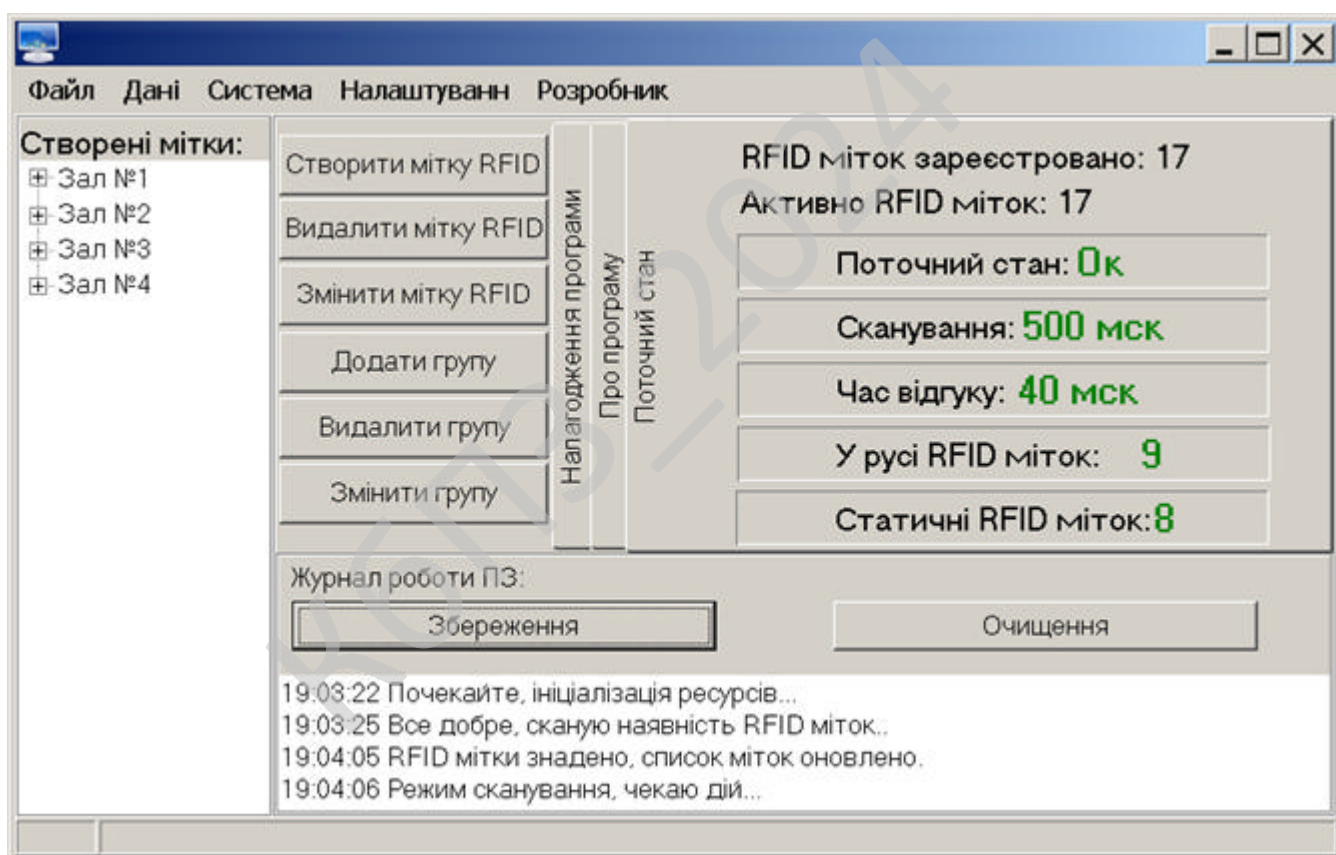 Файл Дані Система Налаштуванн Розробник
Створені мітки:
Зал №1
Зал №2
Зал №3
Зал №4
Створити мітку RFID
Видалити мітку RFID
Змінити мітку RFID
Додати групу
Видалити групу
Змінити групу
Налагодження програми
Про програму
Поточний стан
RFID міток зареєстровано: 17
Активно RFID міток: 17
Поточний стан: Ок
Сканування: 500 мск
Час відгуку: 40 мск
У русі RFID міток: 9
Статичні RFID міток:8
Журнал роботи ПЗ:
Збереження
Очищення
19:03:22 Почекайте, ініціалізація ресурсів...
19:03:25 Все добре, сканую наявність RFID міток..
19:04:05 RFID мітки знадено, список міток оновлено.
19:04:06 Режим сканування, чекаю дій...
КБПЗ_2024